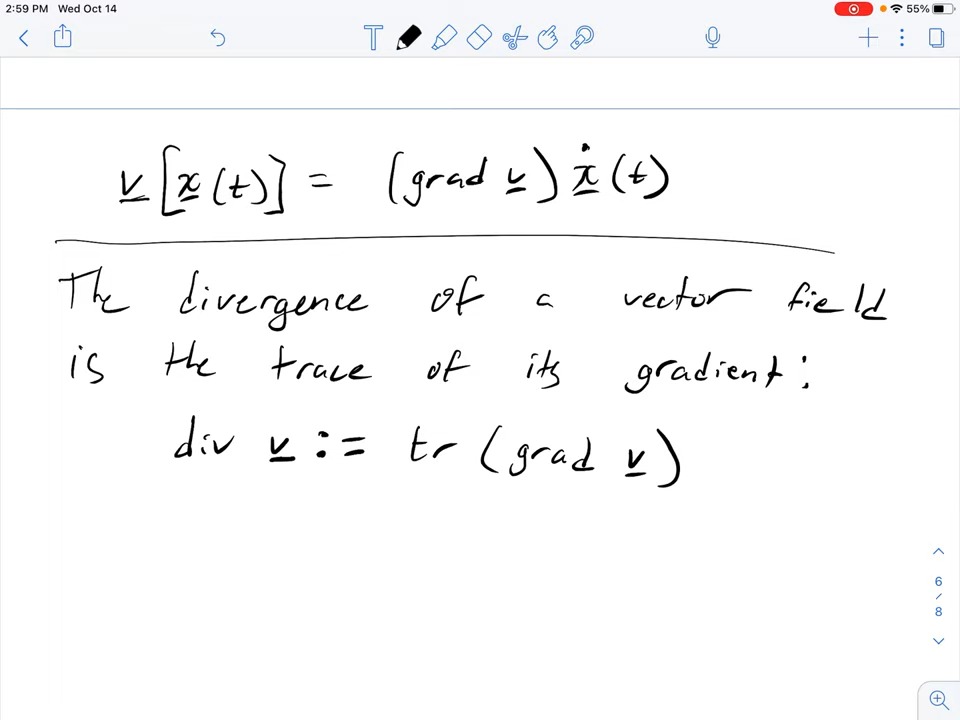 2:59 PM Wed Oct 14 55%
T
v [x(t)] = (grad v) ẋ(t)
The divergence of a vector field
is the trace of its gradient:
div v := tr (grad v)
6
/
8